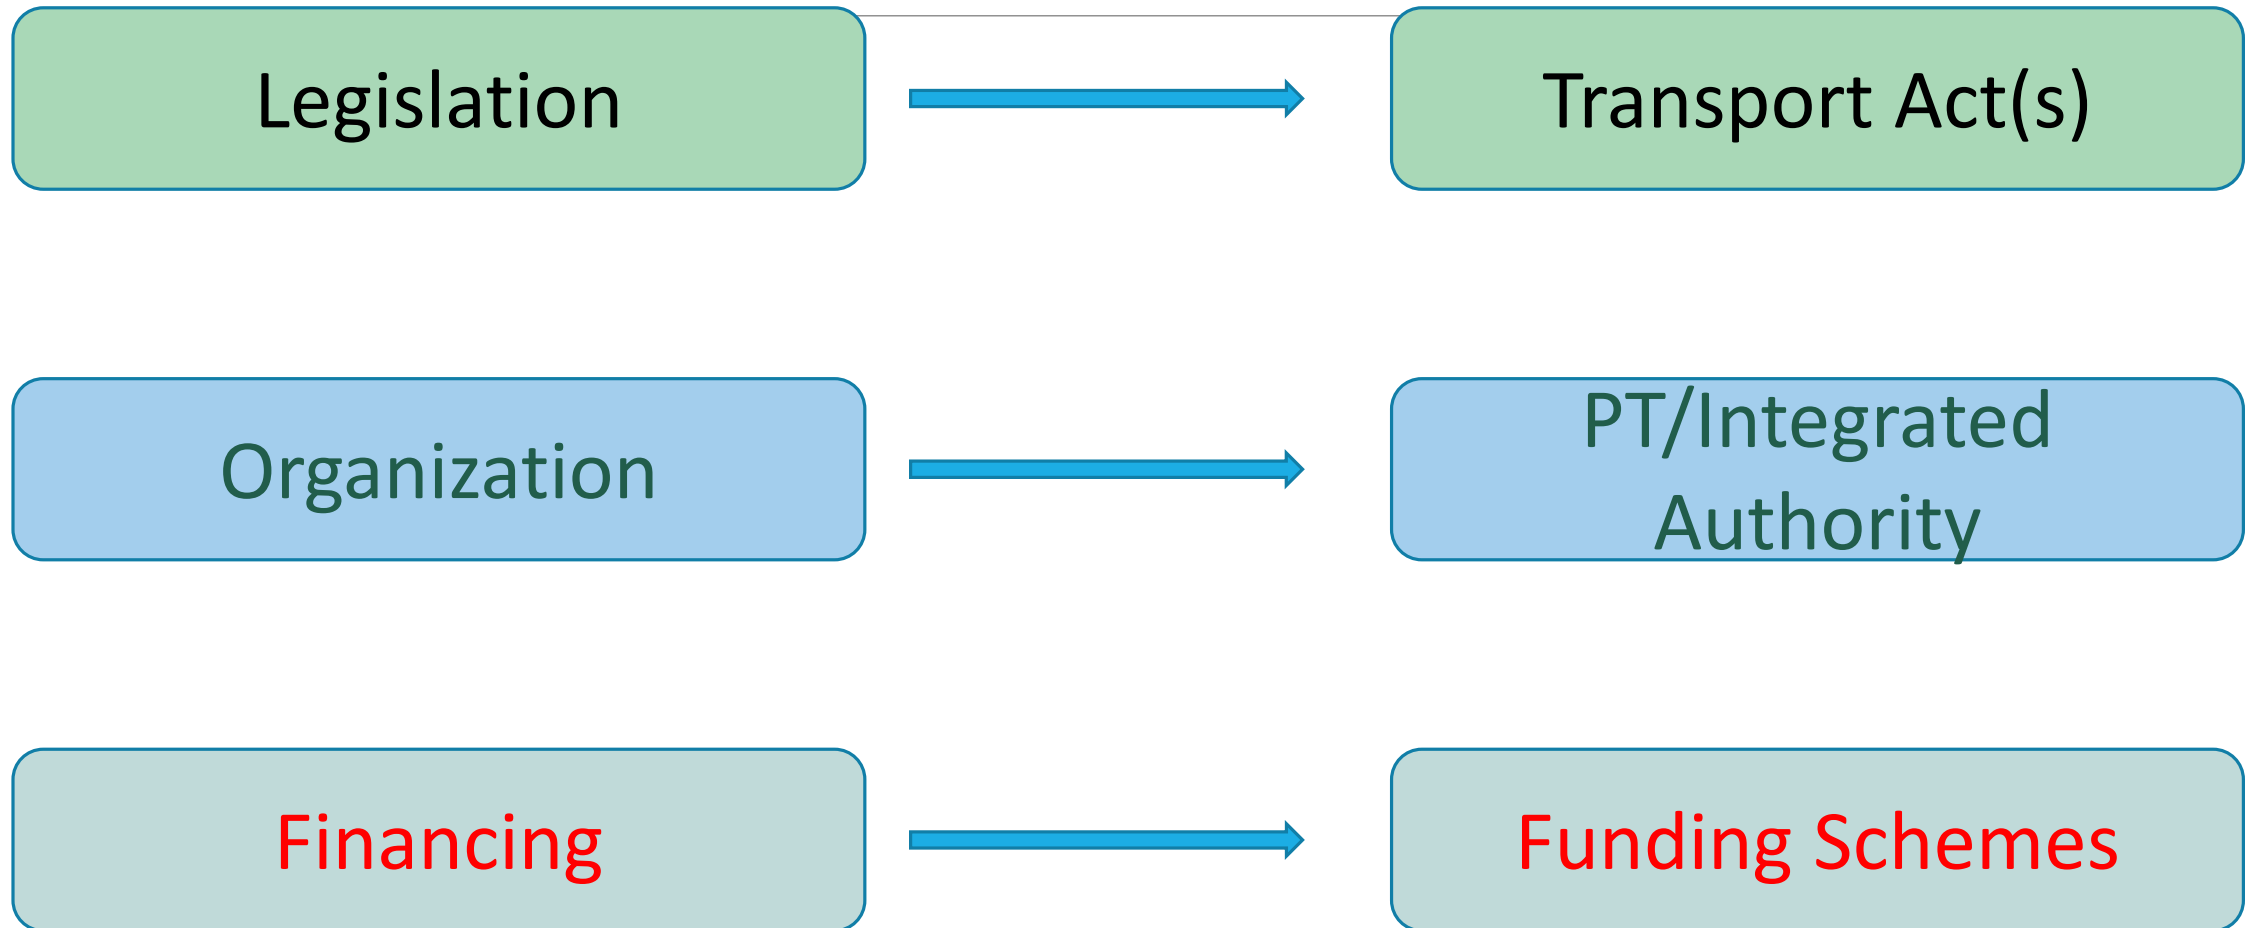 Legislation
Transport Act(s)
Organization
PT/Integrated
Authority
Financing
Funding Schemes